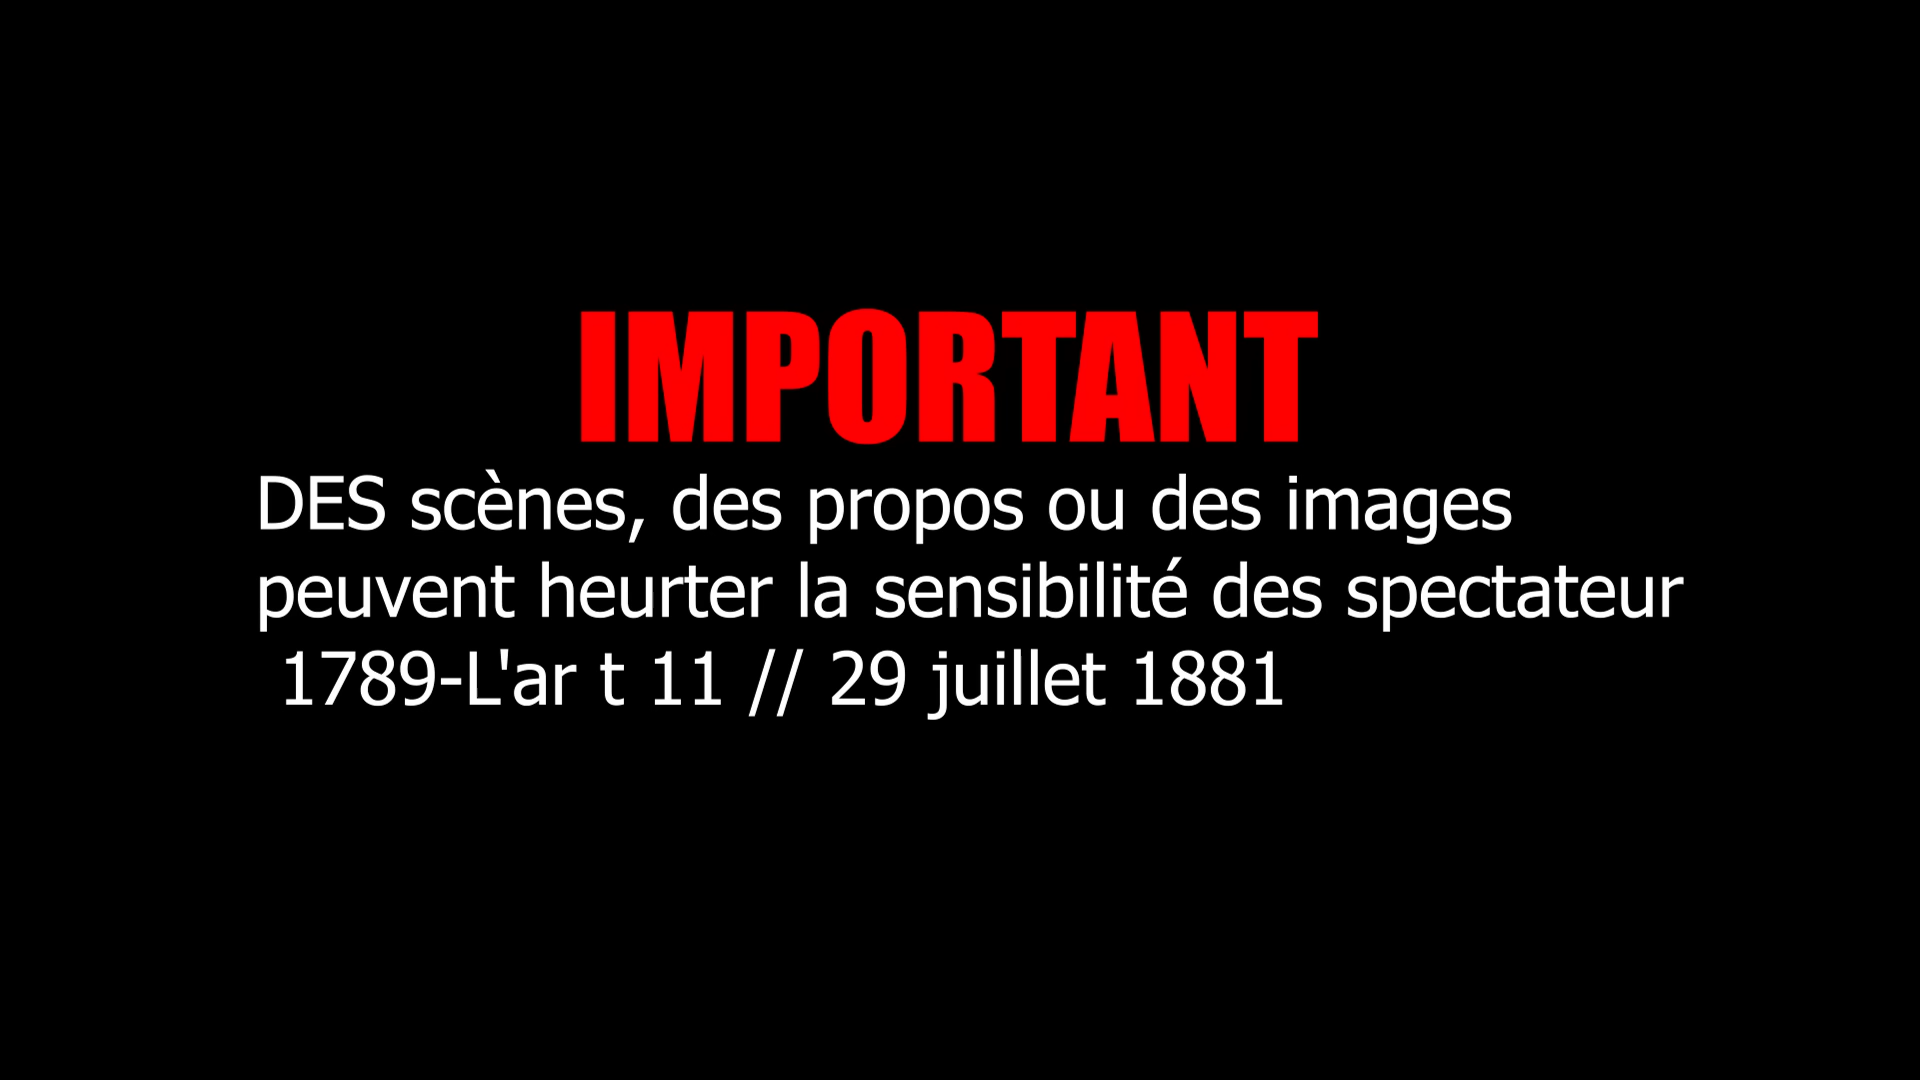 IMPORTANT
DES scènes, des propos ou des images
peuvent heurter la sensibilité des spectateur
1789-L'ar t 11 // 29 juillet 1881